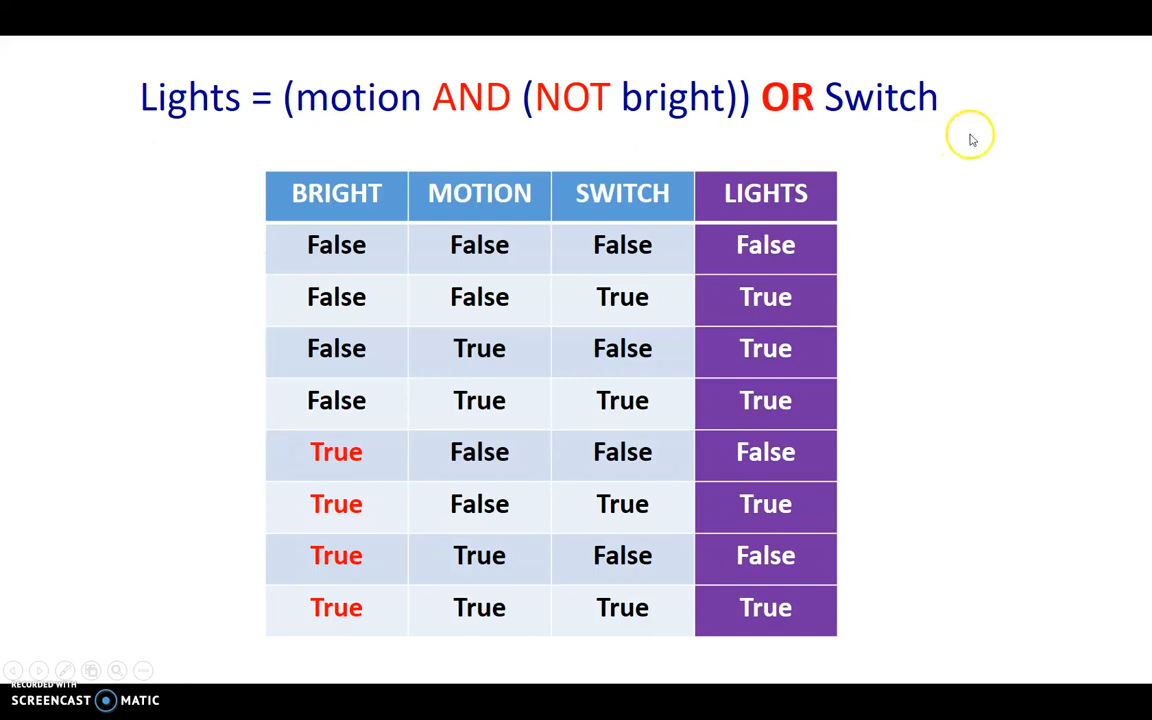 Lights = (motion AND (NOT bright)) OR Switch
BRIGHT MOTION SWITCH LIGHTS
False False False False
False False True True
False True False True
False True True True
True False False False
True False True True
True True False False
True True True True
RECORDED WITH
SCREENCAST MATIC